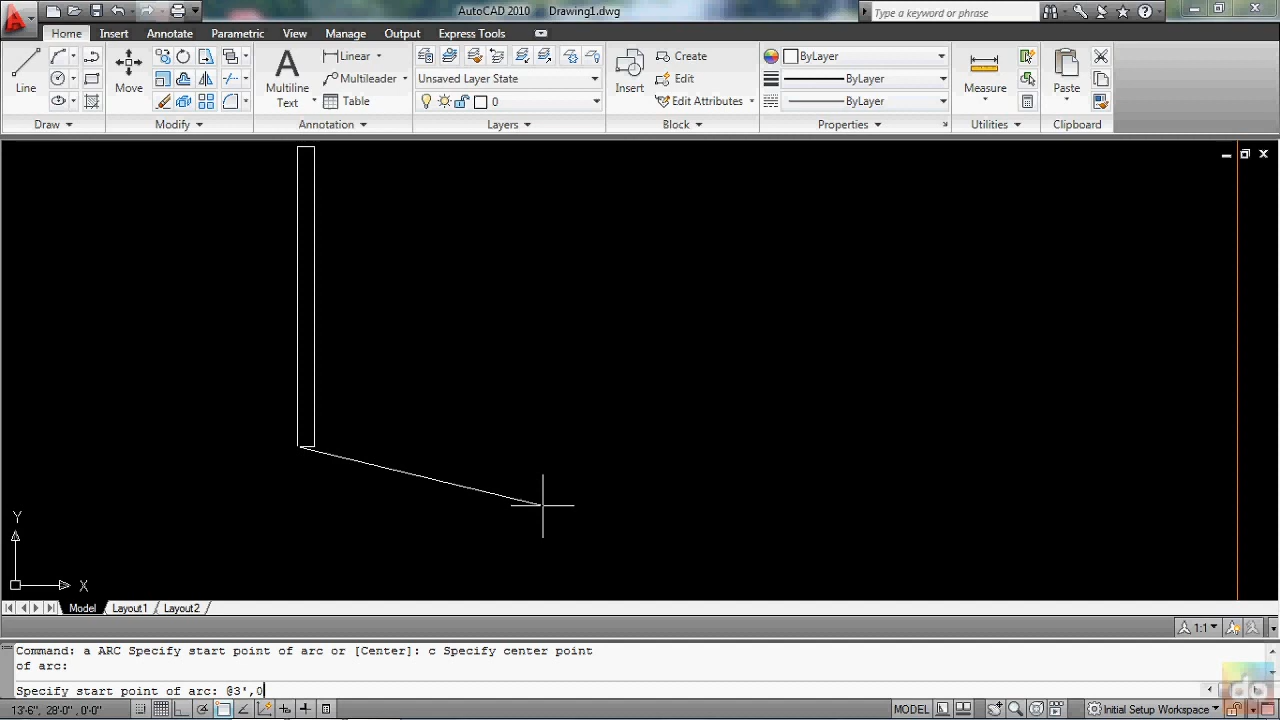 AutoCAD 2010 Drawing1.dwg
Type a keyword or phrase
Home Insert Annotate Parametric View Manage Output Express Tools
Linear Create ByLayer
Unsaved Layer State
Line Move Multiline Text Multileader Insert Edit ByLayer Measure Paste
Table 0 Edit Attributes ByLayer
Draw Modify Annotation Layers Block Properties Utilities Clipboard
Y
X
Model Layout1 Layout2
1:1
Command: a ARC Specify start point of arc or [Center]: c Specify center point
of arc:
Specify start point of arc: @3',0
13'-6", 28'-0" ,0'-0" MODEL Initial Setup Workspace